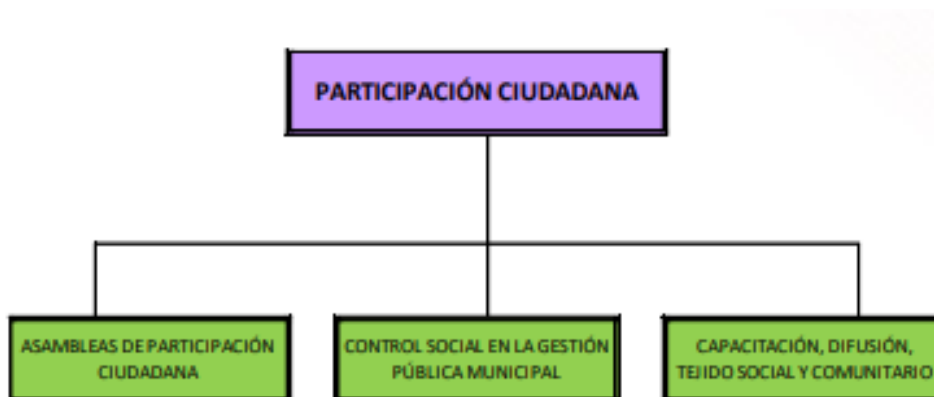 PARTICIPACIÓN CIUDADANA
ASAMBLEAS DE PARTICIPACIÓN
CIUDADANA
CONTROL SOCIAL EN LA GESTIÓN
PÚBLICA MUNICIPAL
CAPACITACIÓN, DIFUSIÓN,
TEJIDO SOCIAL Y COMUNITARIO